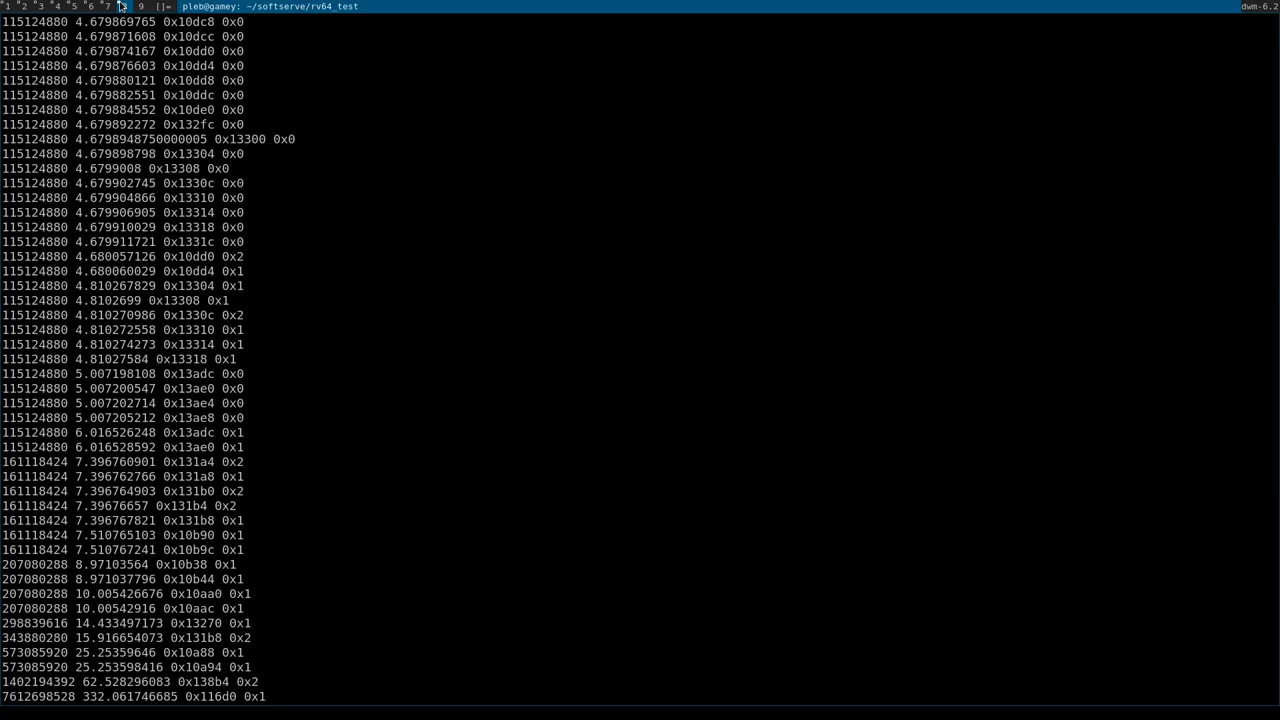 1 2 3 4 5 6 7 8 9 []= pleb@gamey: ~/softserve/rv64_test dwm-6.2
115124880 4.679869765 0x10dc8 0x0
115124880 4.679871608 0x10dcc 0x0
115124880 4.679874167 0x10dd0 0x0
115124880 4.679876603 0x10dd4 0x0
115124880 4.679880121 0x10dd8 0x0
115124880 4.679882551 0x10ddc 0x0
115124880 4.679884552 0x10de0 0x0
115124880 4.679892272 0x132fc 0x0
115124880 4.6798948750000005 0x13300 0x0
115124880 4.679898798 0x13304 0x0
115124880 4.6799008 0x13308 0x0
115124880 4.679902745 0x1330c 0x0
115124880 4.679904866 0x13310 0x0
115124880 4.679906905 0x13314 0x0
115124880 4.679910029 0x13318 0x0
115124880 4.679911721 0x1331c 0x0
115124880 4.680057126 0x10dd0 0x2
115124880 4.680060029 0x10dd4 0x1
115124880 4.810267829 0x13304 0x1
115124880 4.8102699 0x13308 0x1
115124880 4.810270986 0x1330c 0x2
115124880 4.810272558 0x13310 0x1
115124880 4.810274273 0x13314 0x1
115124880 4.81027584 0x13318 0x1
115124880 5.007198108 0x13adc 0x0
115124880 5.007200547 0x13ae0 0x0
115124880 5.007202714 0x13ae4 0x0
115124880 5.007205212 0x13ae8 0x0
115124880 6.016526248 0x13adc 0x1
115124880 6.016528592 0x13ae0 0x1
161118424 7.396760901 0x131a4 0x2
161118424 7.396762766 0x131a8 0x1
161118424 7.396764903 0x131b0 0x2
161118424 7.39676657 0x131b4 0x2
161118424 7.396767821 0x131b8 0x1
161118424 7.510765103 0x10b90 0x1
161118424 7.510767241 0x10b9c 0x1
207080288 8.97103564 0x10b38 0x1
207080288 8.971037796 0x10b44 0x1
207080288 10.005426676 0x10aa0 0x1
207080288 10.00542916 0x10aac 0x1
298839616 14.433497173 0x13270 0x1
343880280 15.916654073 0x131b8 0x2
573085920 25.25359646 0x10a88 0x1
573085920 25.253598416 0x10a94 0x1
1402194392 62.528296083 0x138b4 0x2
7612698528 332.061746685 0x116d0 0x1